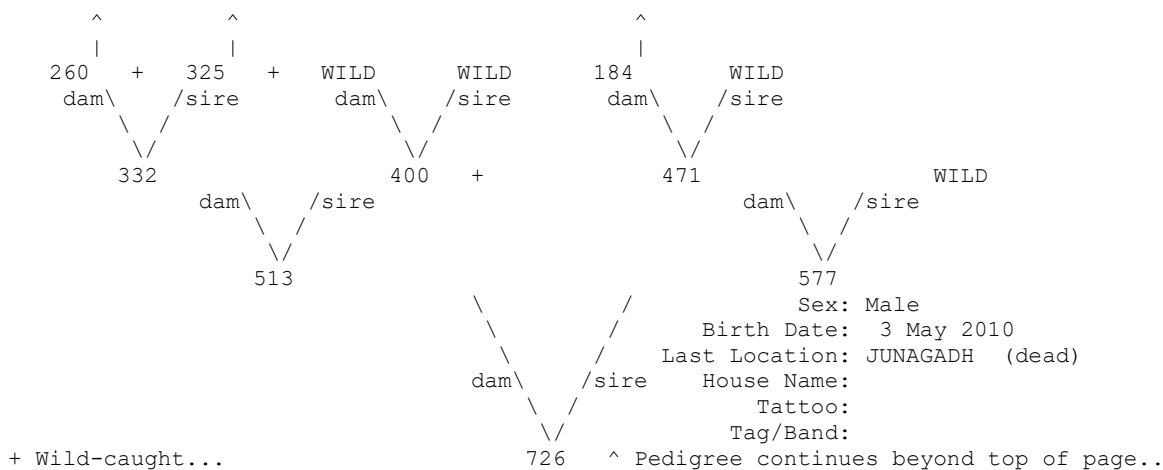 ^ ^ ^
| | |
260 + 325 + WILD WILD 184 WILD
dam\ /sire dam\ /sire dam\ /sire
\ / \ / \ /
\/ \/ \/
332 400 + 471 WILD
dam\ /sire dam\ /sire
\ / \ /
\/ \/
513 577
\ / Sex: Male
\ / Birth Date: 3 May 2010
\ / Last Location: JUNAGADH (dead)
dam\ /sire House Name:
\ / Tattoo:
\/ Tag/Band:
+ Wild-caught... 726 ^ Pedigree continues beyond top of page..